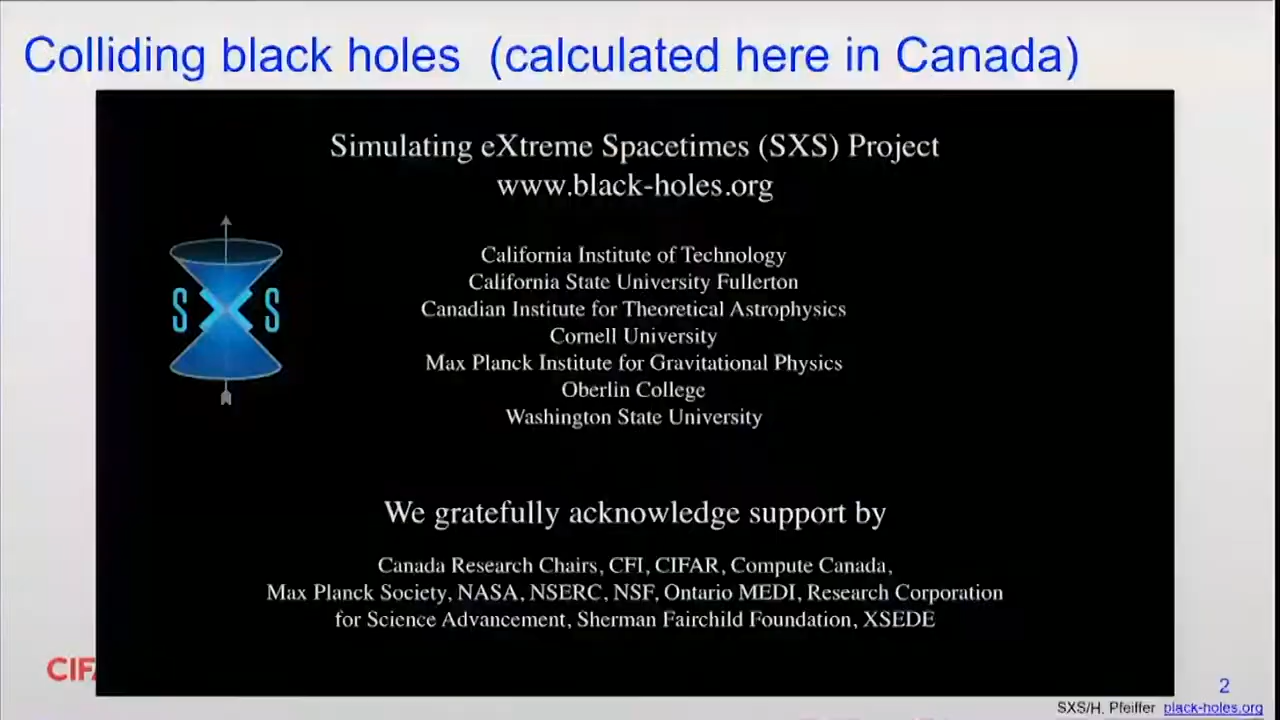 Colliding black holes (calculated here in Canada)
Simulating eXtreme Spacetimes (SXS) Project
www.black-holes.org
SXS
California Institute of Technology
California State University Fullerton
Canadian Institute for Theoretical Astrophysics
Cornell University
Max Planck Institute for Gravitational Physics
Oberlin College
Washington State University
We gratefully acknowledge support by
Canada Research Chairs, CFI, CIFAR, Compute Canada,
Max Planck Society, NASA, NSERC, NSF, Ontario MEDI, Research Corporation
for Science Advancement, Sherman Fairchild Foundation, XSEDE
CIF
2
SXS/H. Pfeiffer black-holes.org